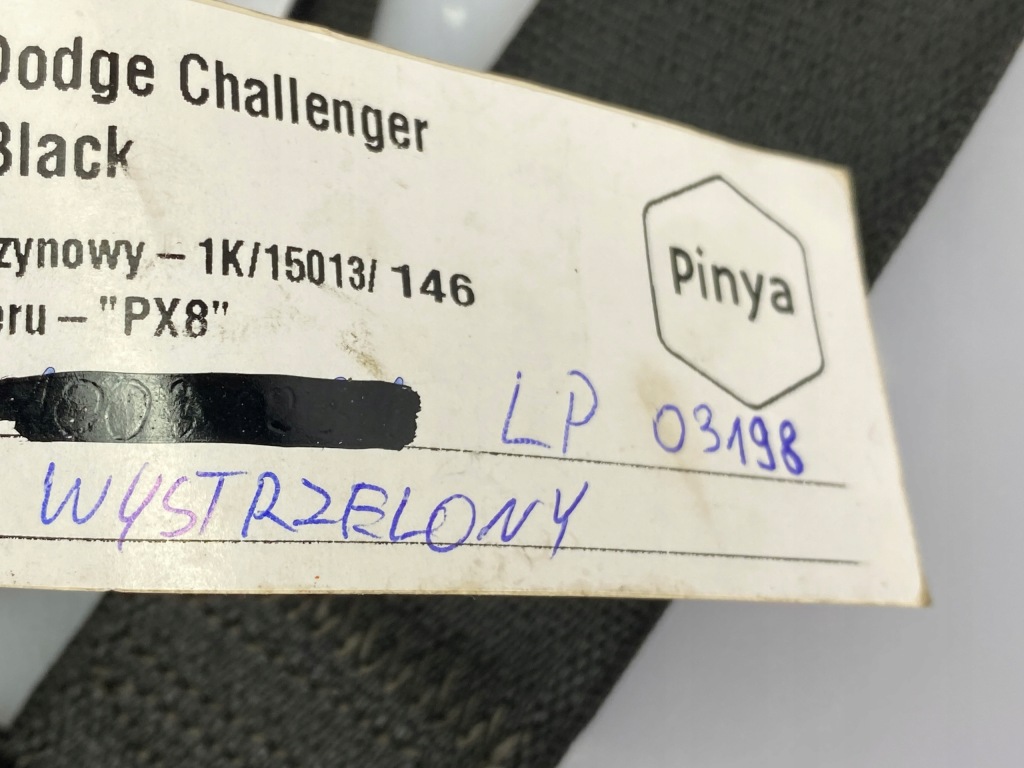 Dodge Challenger
Black
zynowy – 1K/15013/ 146
eru – "PX8"
Pinya
LP 03198
WYSTRZELONY